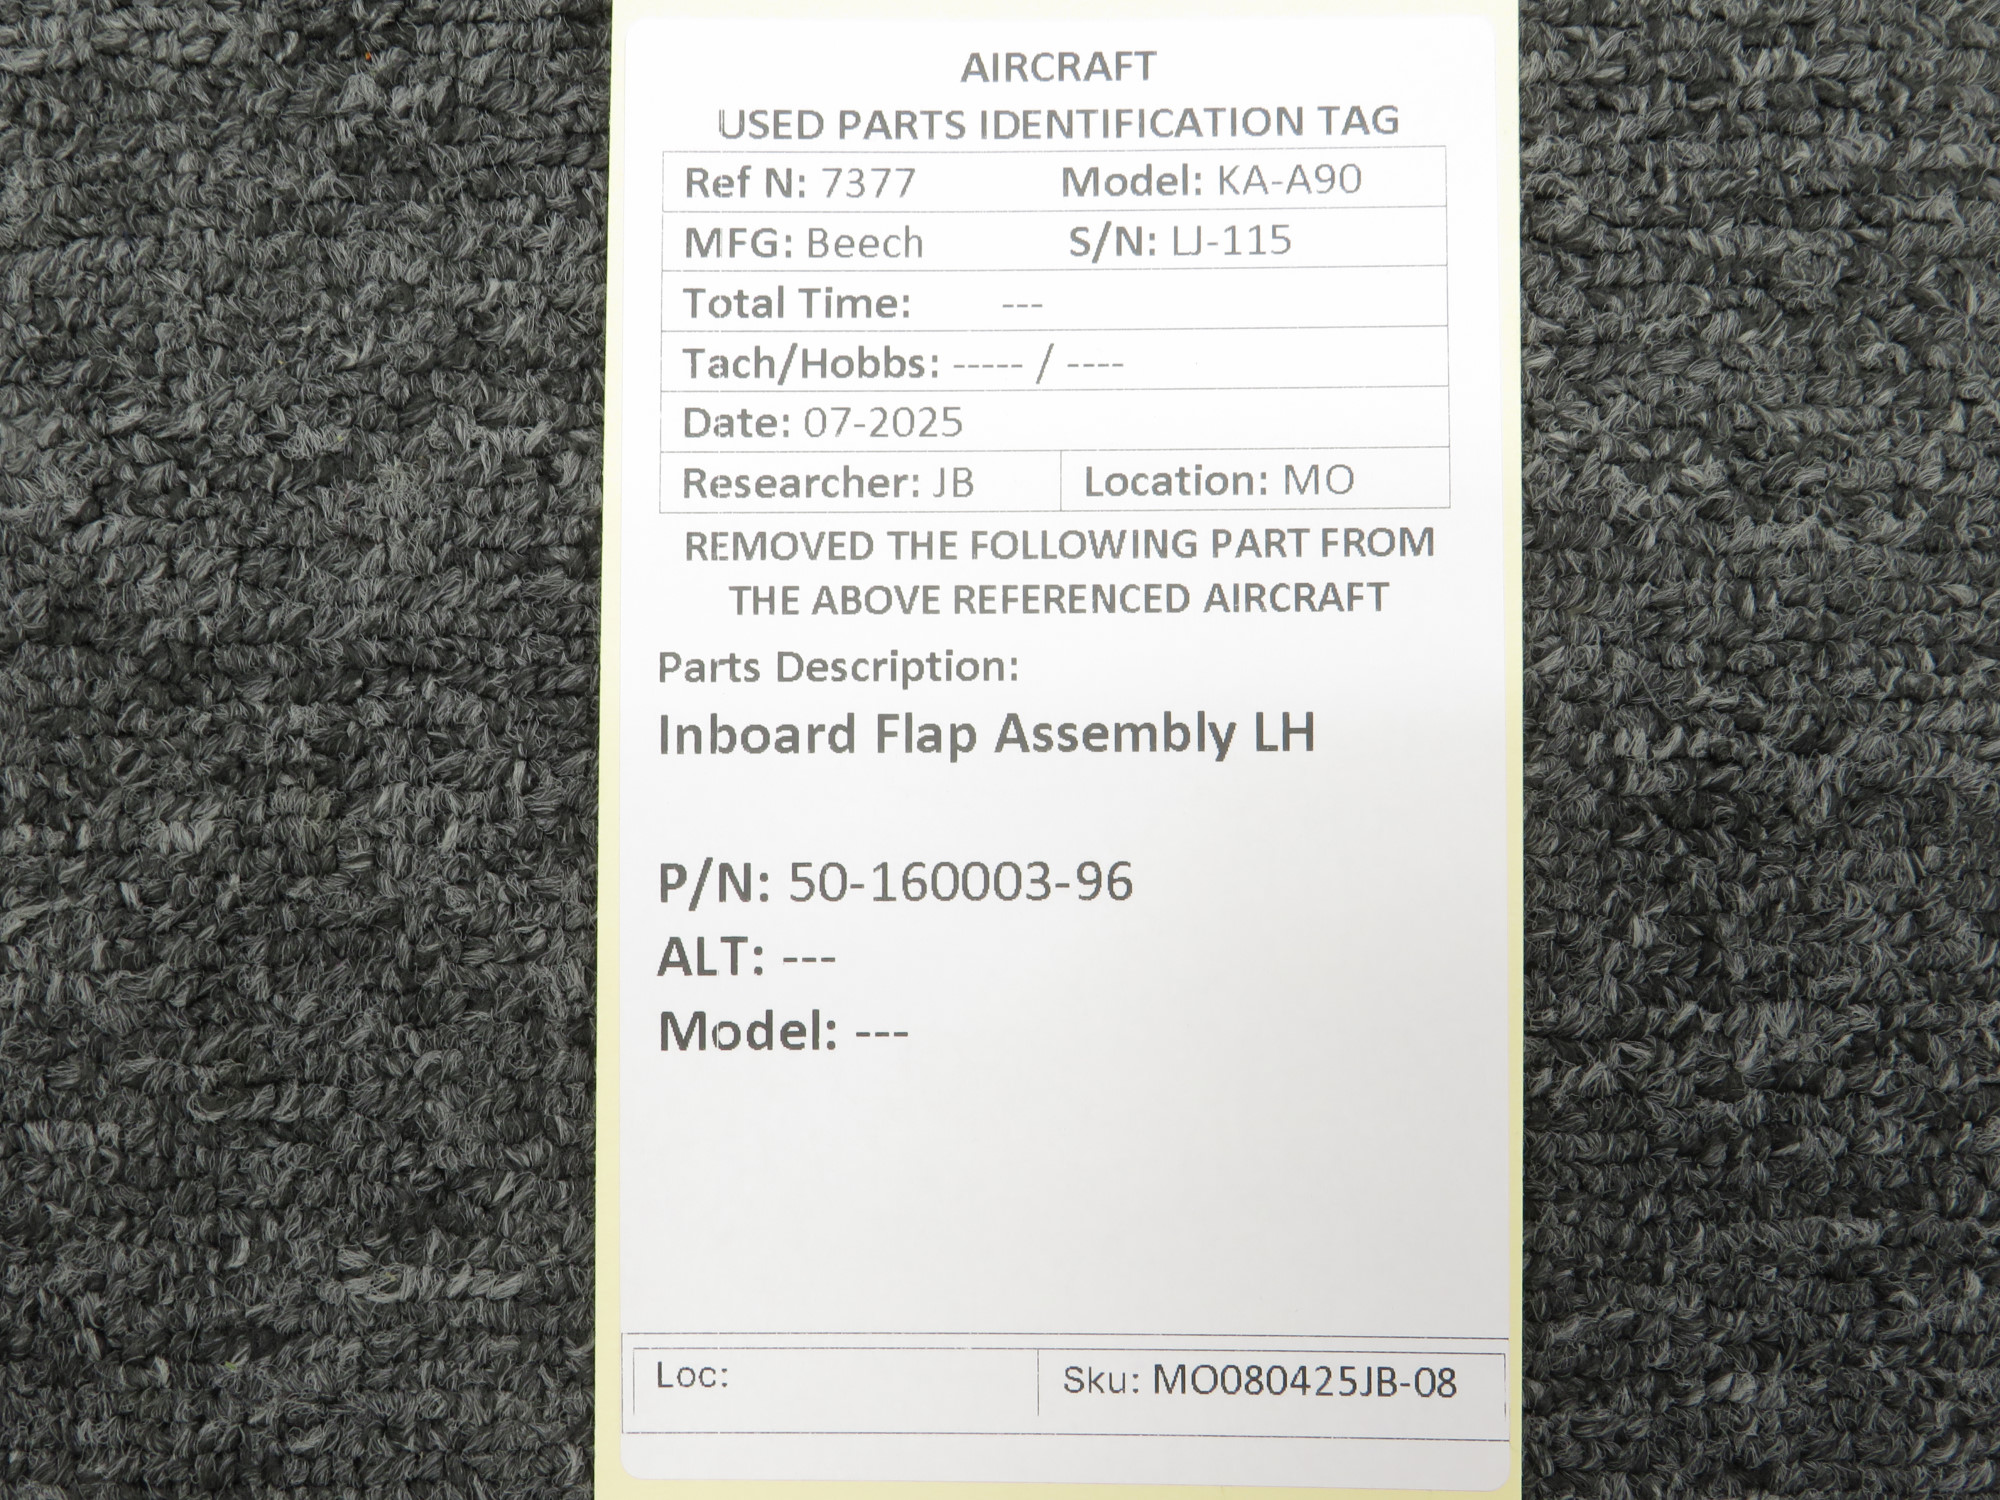 AIRCRAFT
USED PARTS IDENTIFICATION TAG
Ref N: 7377 Model: KA-A90
MFG: Beech S/N: LJ-115
Total Time: ---
Tach/Hobbs: ----- / ----
Date: 07-2025
Researcher: JB Location: MO
REMOVED THE FOLLOWING PART FROM
THE ABOVE REFERENCED AIRCRAFT
Parts Description:
Inboard Flap Assembly LH
P/N: 50-160003-96
ALT: ---
Model: ---
Loc: Sku: MO080425JB-08